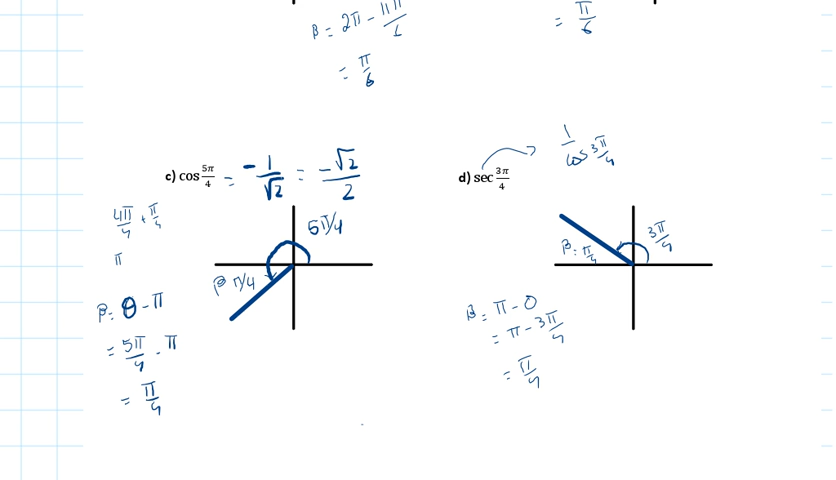 β = 2π - 11π/6
= π/6
= π/6
c) cos 5π/4 = -1/√2 = -√2/2
4π/4 + π/4
π
5π/4
β π/4
β = θ - π
= 5π/4 - π
= π/4
d) sec 3π/4
1/cos 3π/4
3π/4
β = π/4
β = π - θ
= π - 3π/4
= π/4